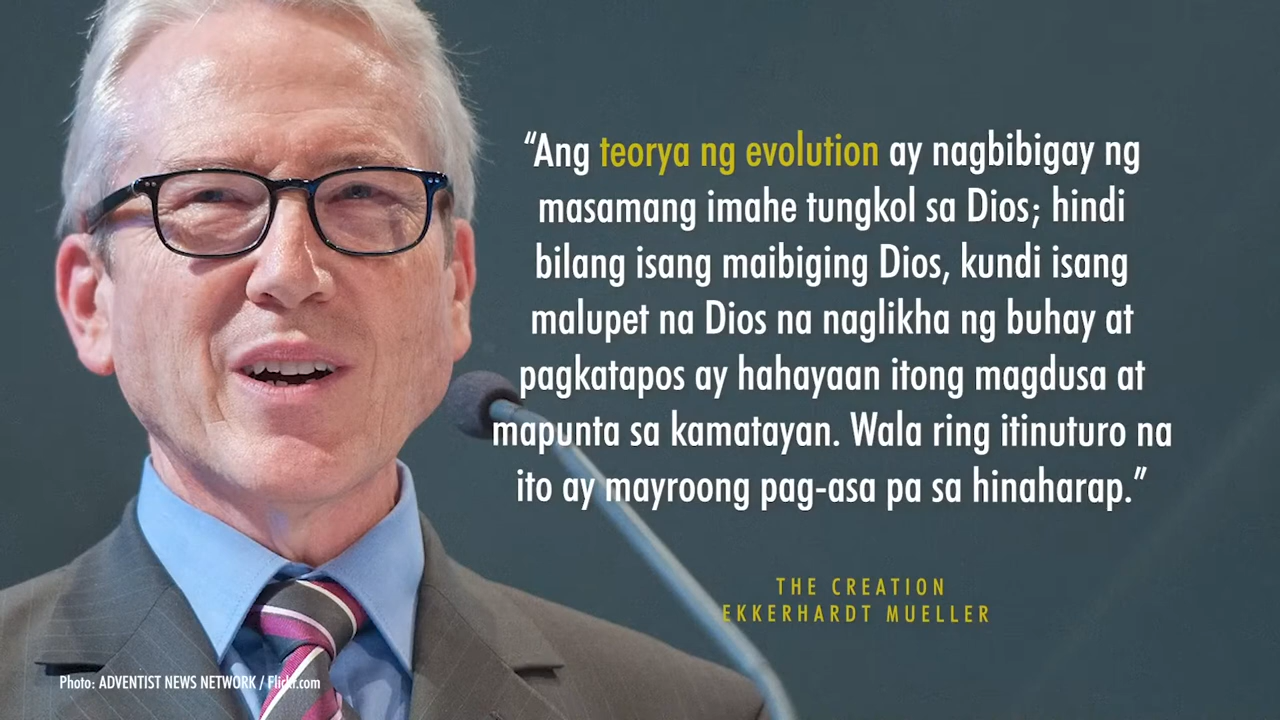 “Ang teorya ng evolution ay nagbibigay ng
masamang imahe tungkol sa Dios; hindi
bilang isang maibiging Dios, kundi isang
malupet na Dios na naglikha ng buhay at
pagkatapos ay hahayaan itong magdusa at
mapunta sa kamatayan. Wala ring itinuturo na
ito ay mayroong pag-asa pa sa hinaharap.”
THE CREATION
EKKERHARDT MUELLER
Photo: ADVENTIST NEWS NETWORK / Flickr.com